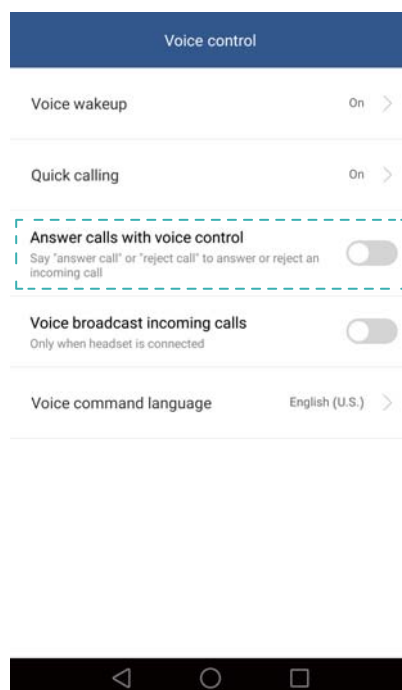 Voice control
Voice wakeup On
Quick calling On
Answer calls with voice control
Say "answer call" or "reject call" to answer or reject an
incoming call
Voice broadcast incoming calls
Only when headset is connected
Voice command language English (U.S.)